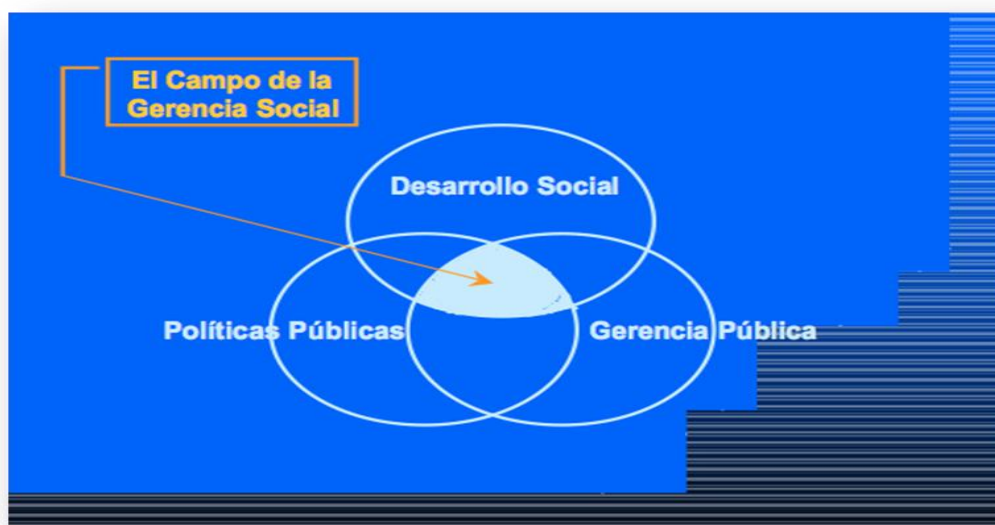 El Campo de la
Gerencia Social
Desarrollo Social
Políticas Públicas
Gerencia Pública